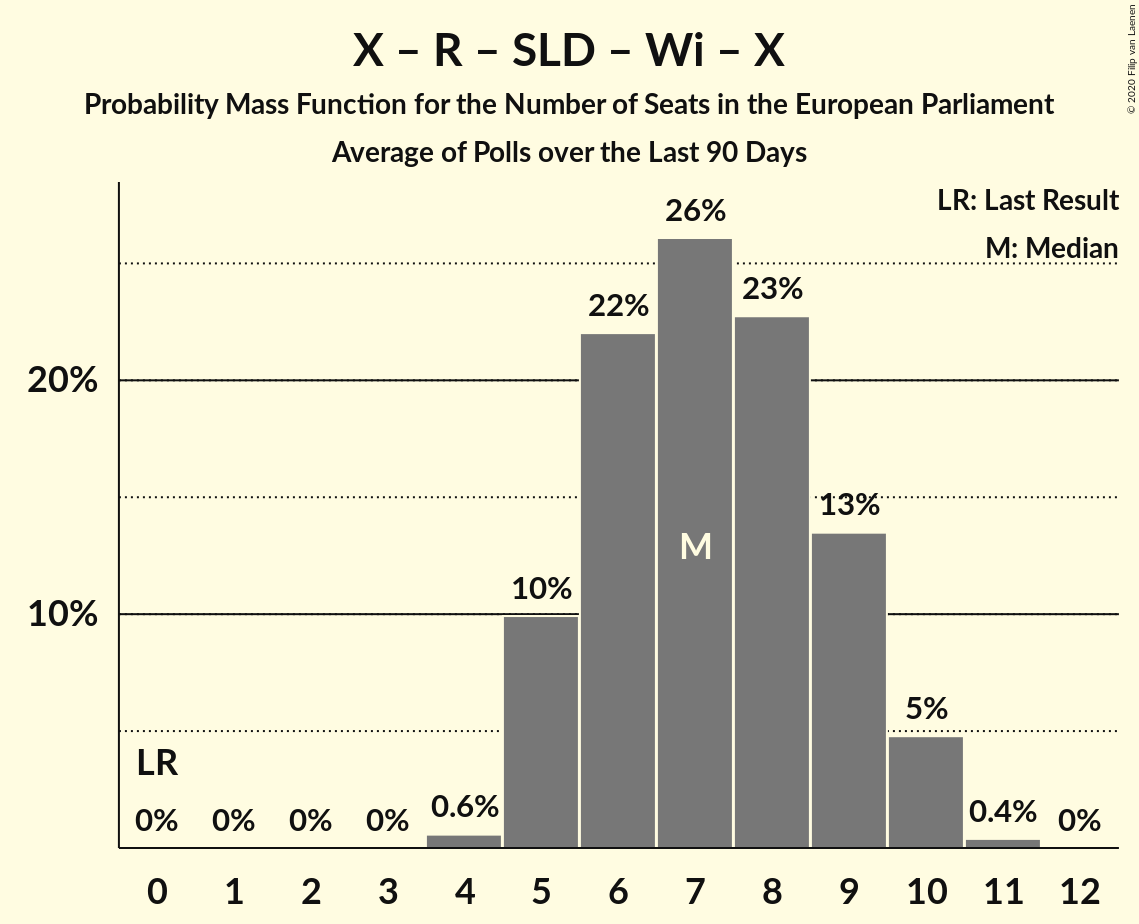 X – R – SLD – Wi – X
Probability Mass Function for the Number of Seats in the European Parliament
Average of Polls over the Last 90 Days
© 2020 Filip van Laenen
LR: Last Result
M: Median
26%
23%
22%
20%
13%
M
10%
10%
5%
LR
0% 0% 0% 0% 0.6% 0.4% 0%
0 1 2 3 4 5 6 7 8 9 10 11 12